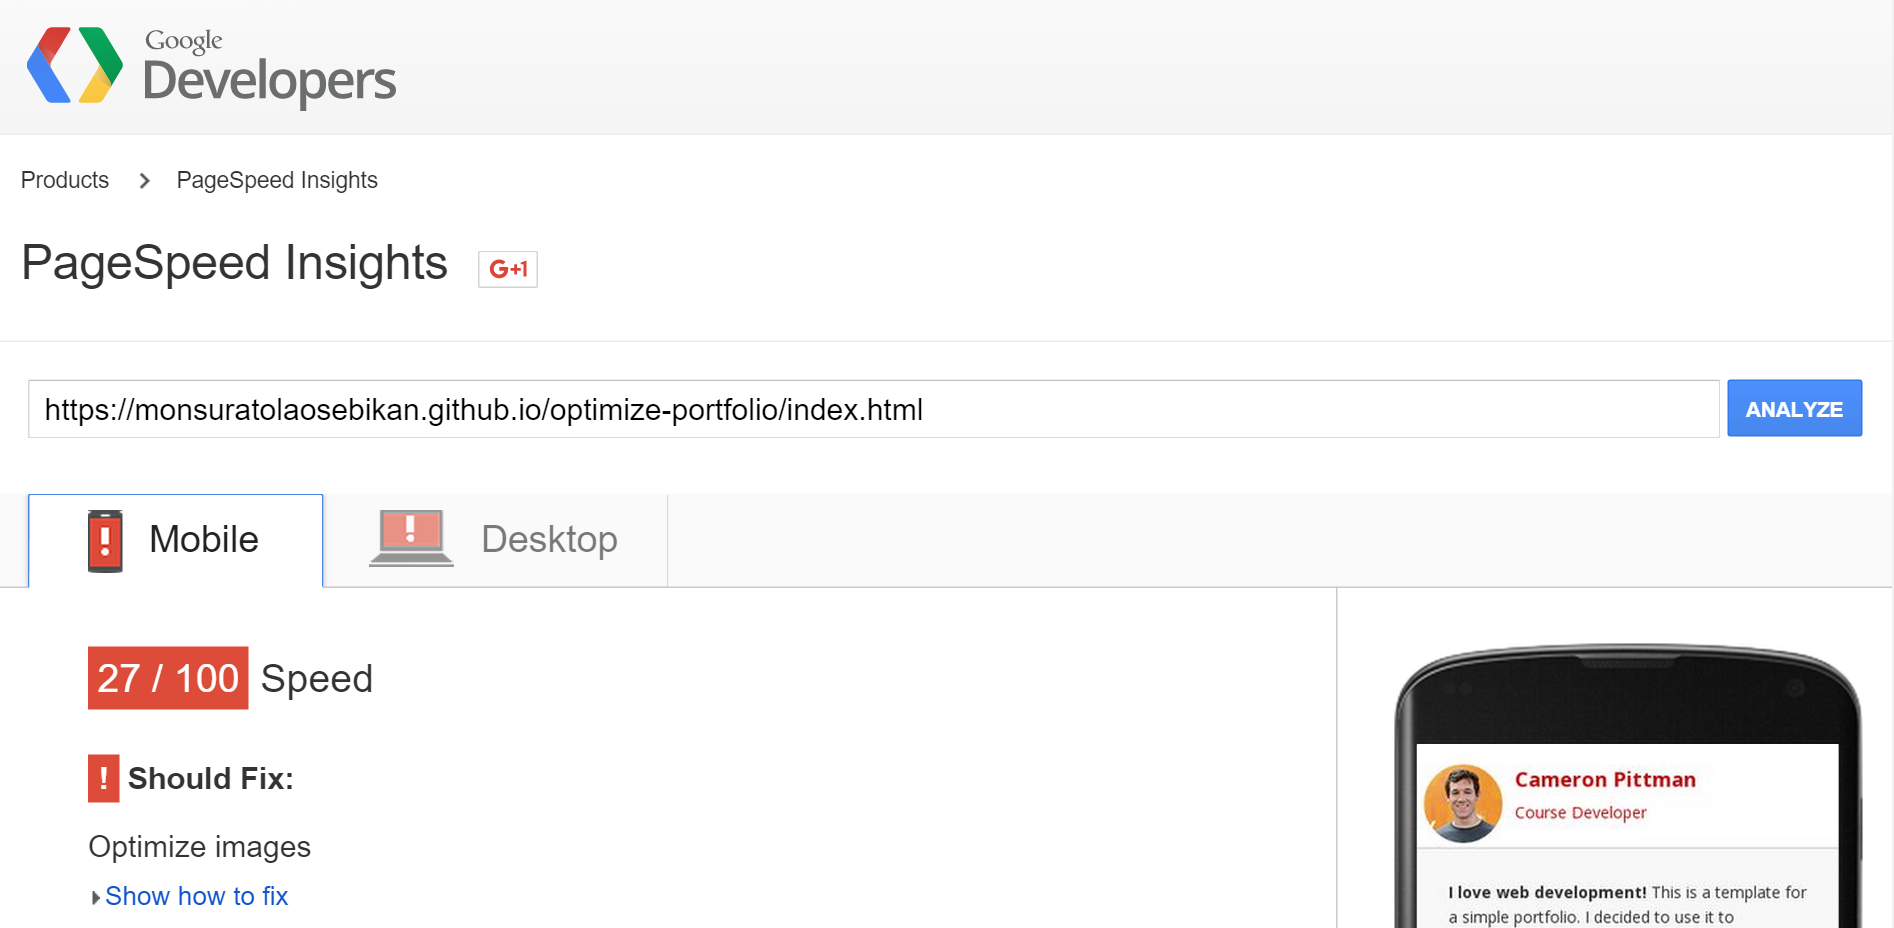 Google
Developers
Products > PageSpeed Insights
PageSpeed Insights
G+1
https://monsuratolaosebikan.github.io/optimize-portfolio/index.html
ANALYZE
! Mobile
! Desktop
27 / 100 Speed
! Should Fix:
Optimize images
Show how to fix
Cameron Pittman
Course Developer
I love web development! This is a template for
a simple portfolio. I decided to use it to